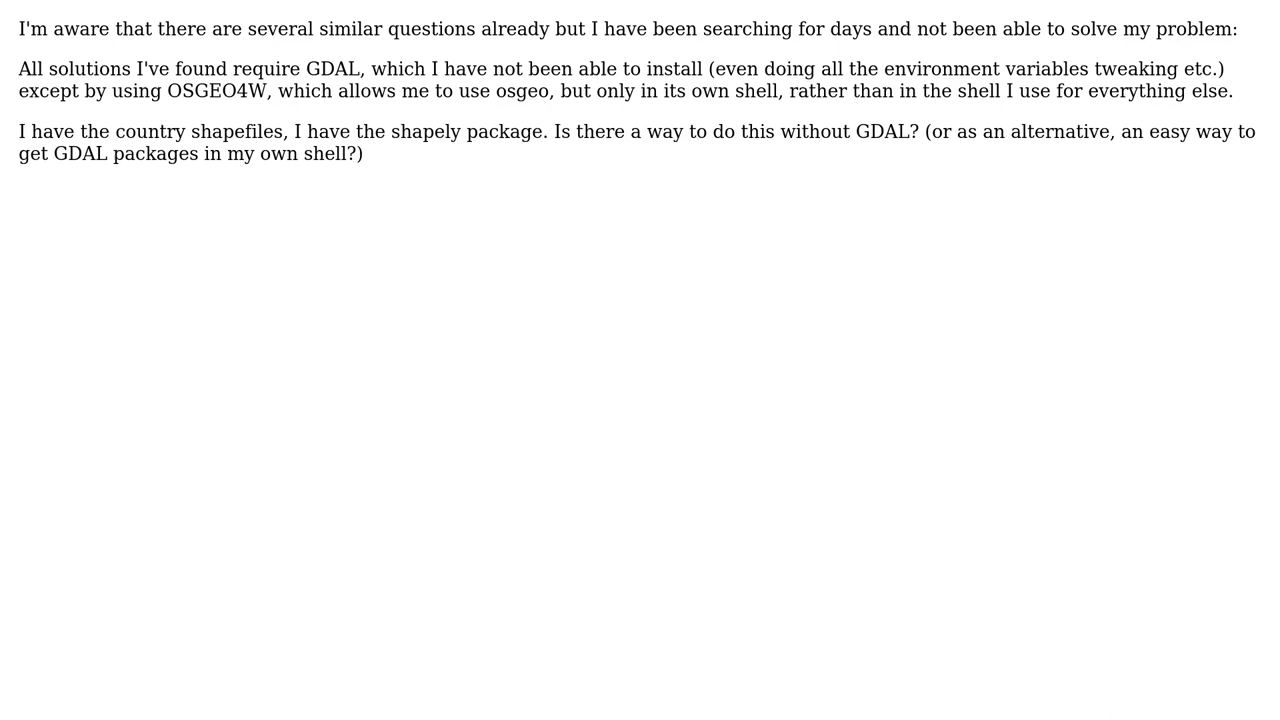 I'm aware that there are several similar questions already but I have been searching for days and not been able to solve my problem:
All solutions I've found require GDAL, which I have not been able to install (even doing all the environment variables tweaking etc.)
except by using OSGEO4W, which allows me to use osgeo, but only in its own shell, rather than in the shell I use for everything else.
I have the country shapefiles, I have the shapely package. Is there a way to do this without GDAL? (or as an alternative, an easy way to
get GDAL packages in my own shell?)